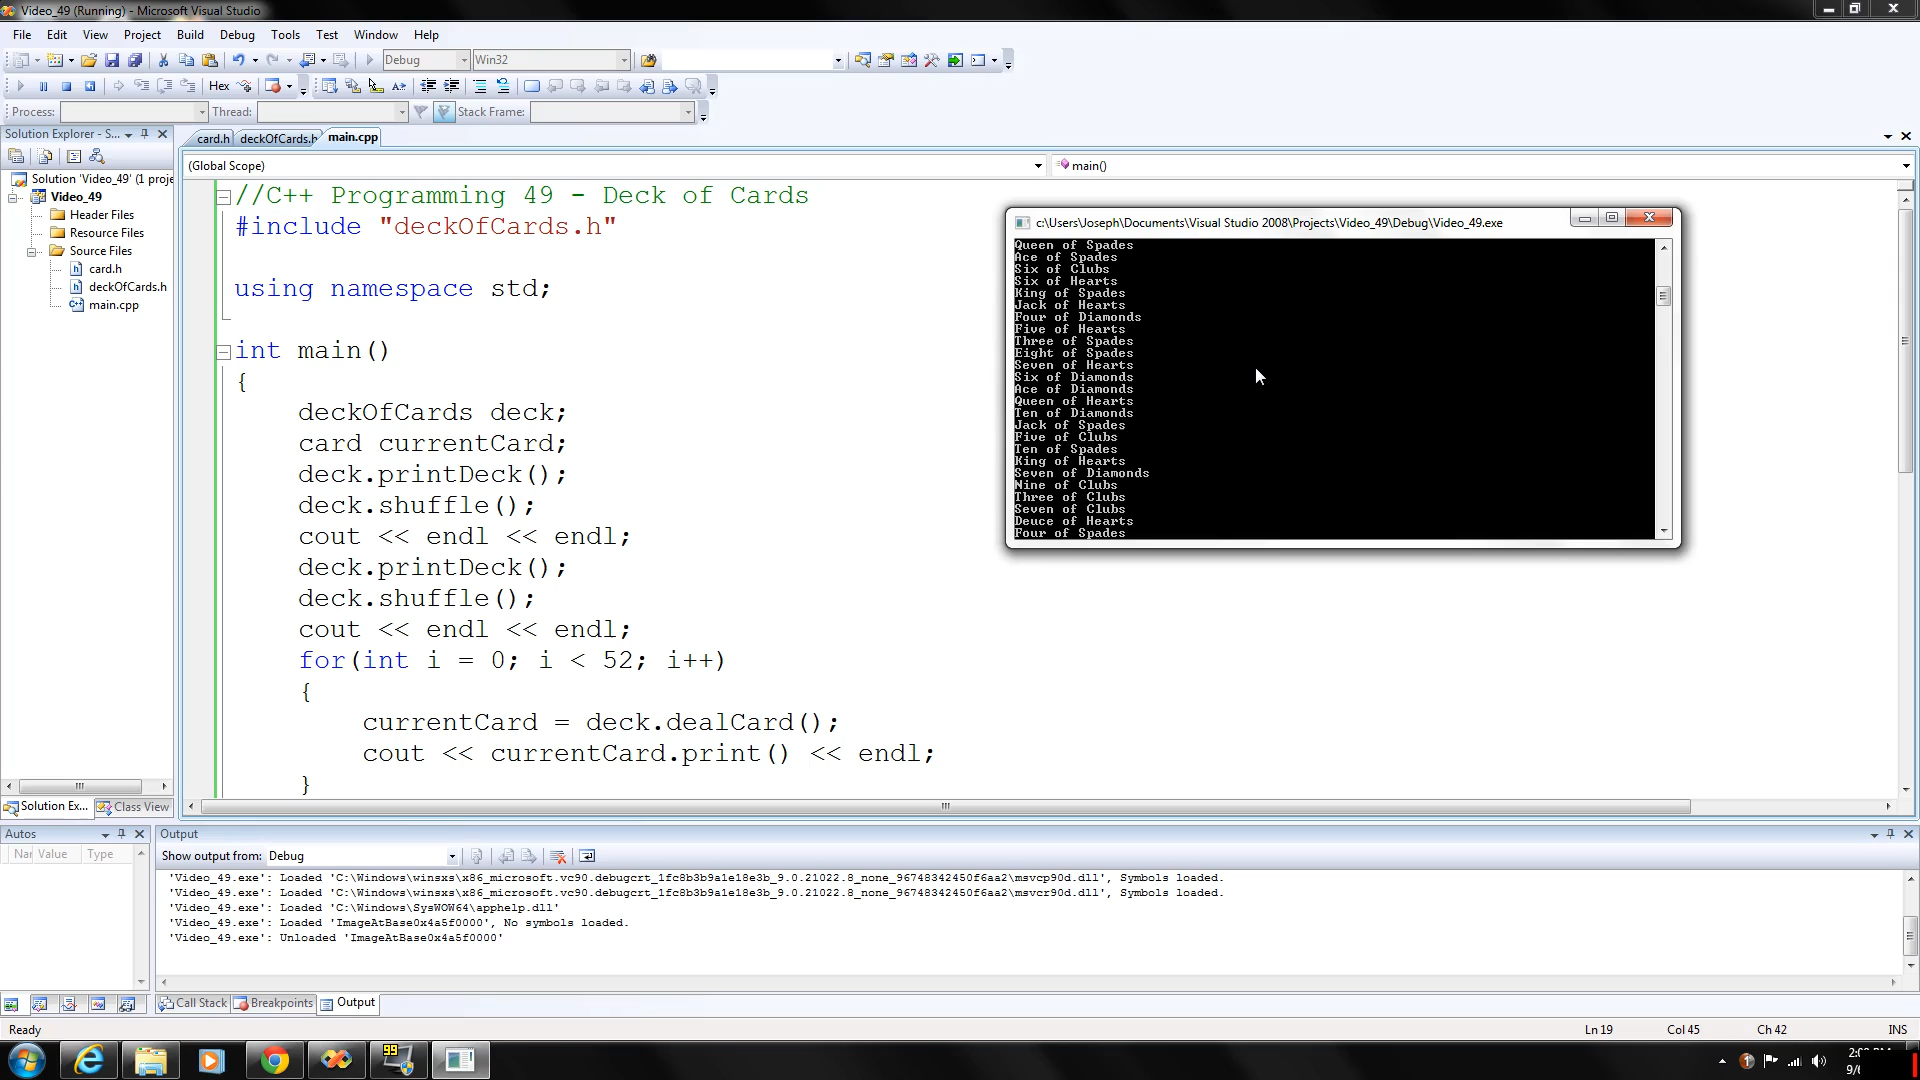 Video_49 (Running) - Microsoft Visual Studio
File Edit View Project Build Debug Tools Test Window Help
Debug Win32
Hex
Process: Thread: Stack Frame:
Solution Explorer - S...
card.h deckOfCards.h main.cpp
(Global Scope) main()
Solution 'Video_49' (1 proje
Video_49
Header Files
Resource Files
Source Files
card.h
deckOfCards.h
main.cpp
//C++ Programming 49 - Deck of Cards
#include "deckOfCards.h"
using namespace std;
int main()
{
deckOfCards deck;
card currentCard;
deck.printDeck();
deck.shuffle();
cout << endl << endl;
deck.printDeck();
deck.shuffle();
cout << endl << endl;
for(int i = 0; i < 52; i++)
{
currentCard = deck.dealCard();
cout << currentCard.print() << endl;
}
c:\Users\Joseph\Documents\Visual Studio 2008\Projects\Video_49\Debug\Video_49.exe
Queen of Spades
Ace of Spades
Six of Clubs
Six of Hearts
King of Spades
Jack of Hearts
Four of Diamonds
Five of Hearts
Three of Spades
Eight of Spades
Seven of Hearts
Six of Diamonds
Ace of Diamonds
Queen of Hearts
Ten of Diamonds
Jack of Spades
Five of Clubs
Ten of Spades
King of Hearts
Seven of Diamonds
Nine of Clubs
Three of Clubs
Seven of Clubs
Deuce of Hearts
Four of Spades
Solution Ex... Class View
Autos
Nar Value Type
Output
Show output from: Debug
'Video_49.exe': Loaded 'C:\Windows\winsxs\x86_microsoft.vc90.debugcrt_1fc8b3b9a1e18e3b_9.0.21022.8_none_96748342450f6aa2\msvcp90d.dll', Symbols loaded.
'Video_49.exe': Loaded 'C:\Windows\winsxs\x86_microsoft.vc90.debugcrt_1fc8b3b9a1e18e3b_9.0.21022.8_none_96748342450f6aa2\msvcr90d.dll', Symbols loaded.
'Video_49.exe': Loaded 'C:\Windows\SysWOW64\apphelp.dll'
'Video_49.exe': Loaded 'ImageAtBase0x4a5f0000', No symbols loaded.
'Video_49.exe': Unloaded 'ImageAtBase0x4a5f0000'
Call Stack Breakpoints Output
Ready Ln 19 Col 45 Ch 42 INS
99